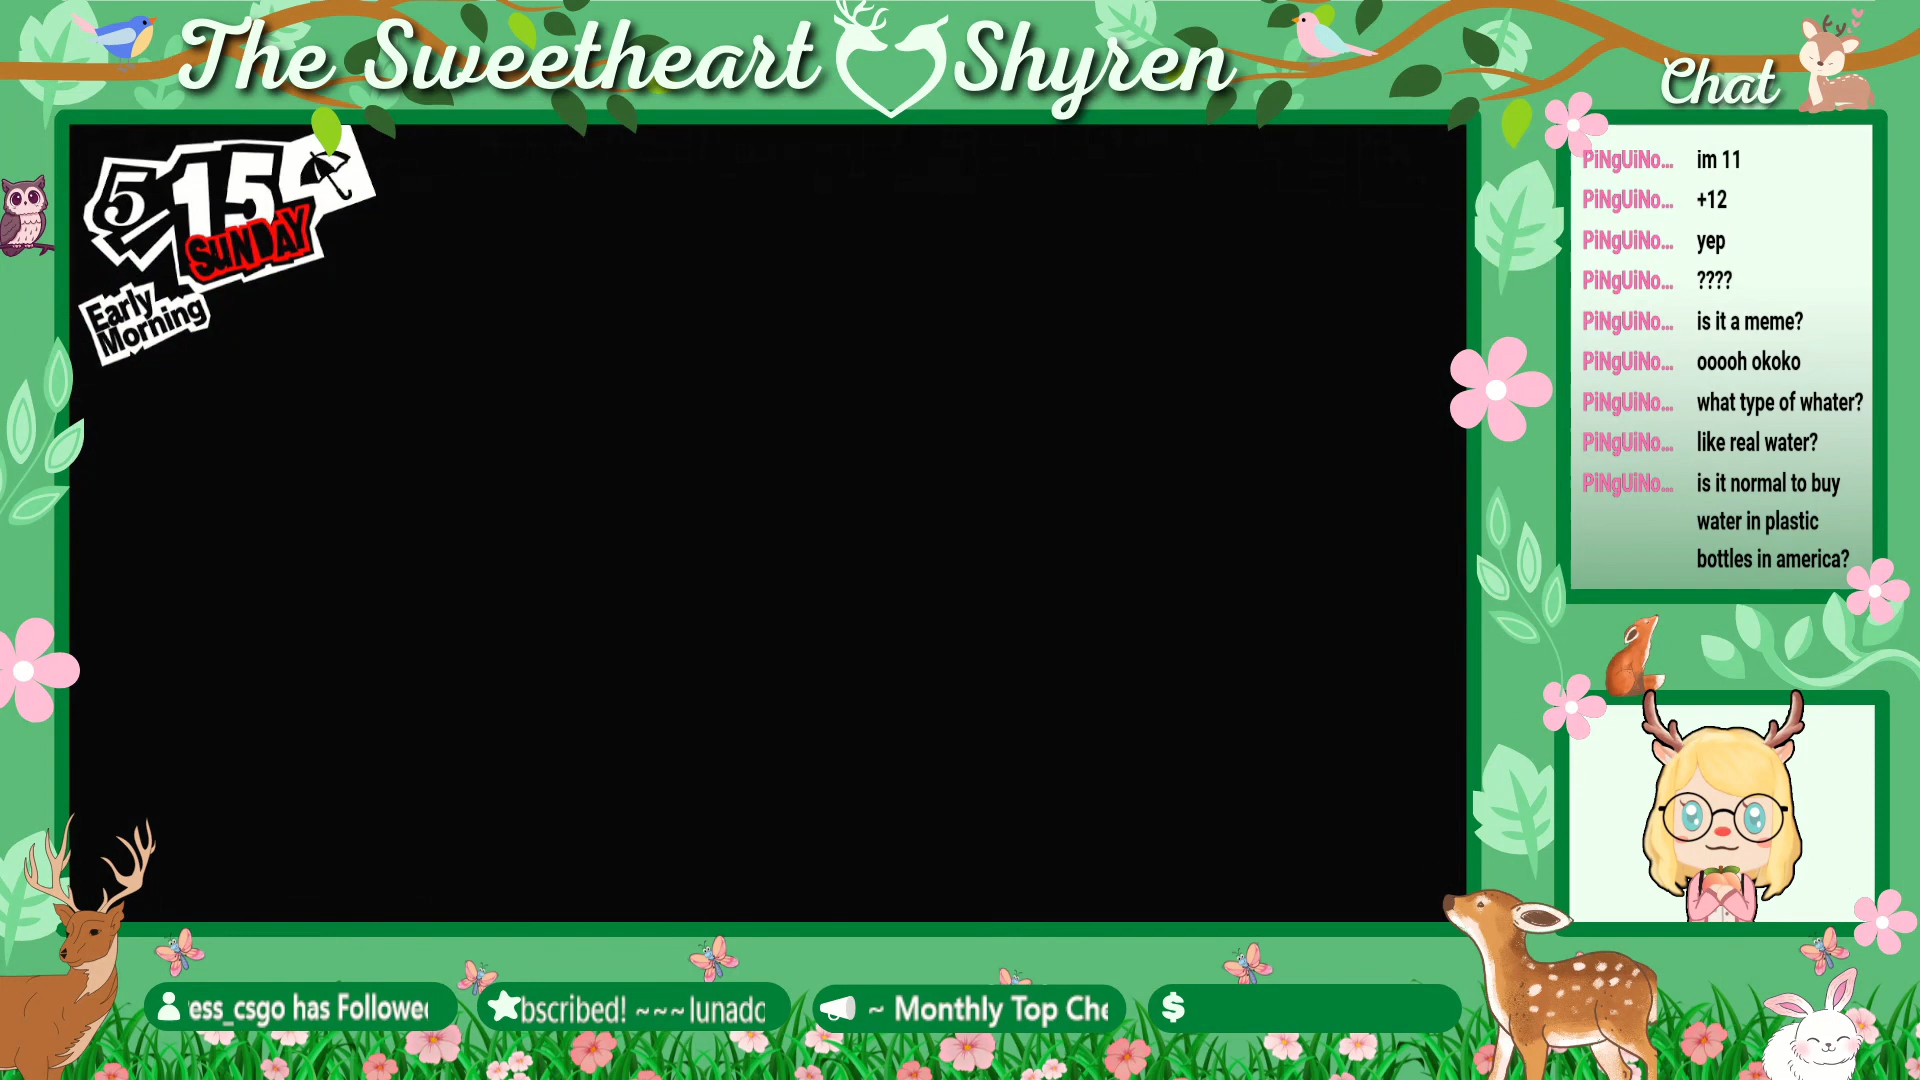 The Sweetheart Shyren
ty
Chat
5 15
SUNDAY
Early
Morning
PiNgUiNo... im 11
PiNgUiNo... +12
PiNgUiNo... yep
PiNgUiNo... ????
PiNgUiNo... is it a meme?
PiNgUiNo... ooooh okoko
PiNgUiNo... what type of whater?
PiNgUiNo... like real water?
PiNgUiNo... is it normal to buy
water in plastic
bottles in america?
ess_csgo has Followe
bscribed! ~~~lunad
~ Monthly Top Che
$